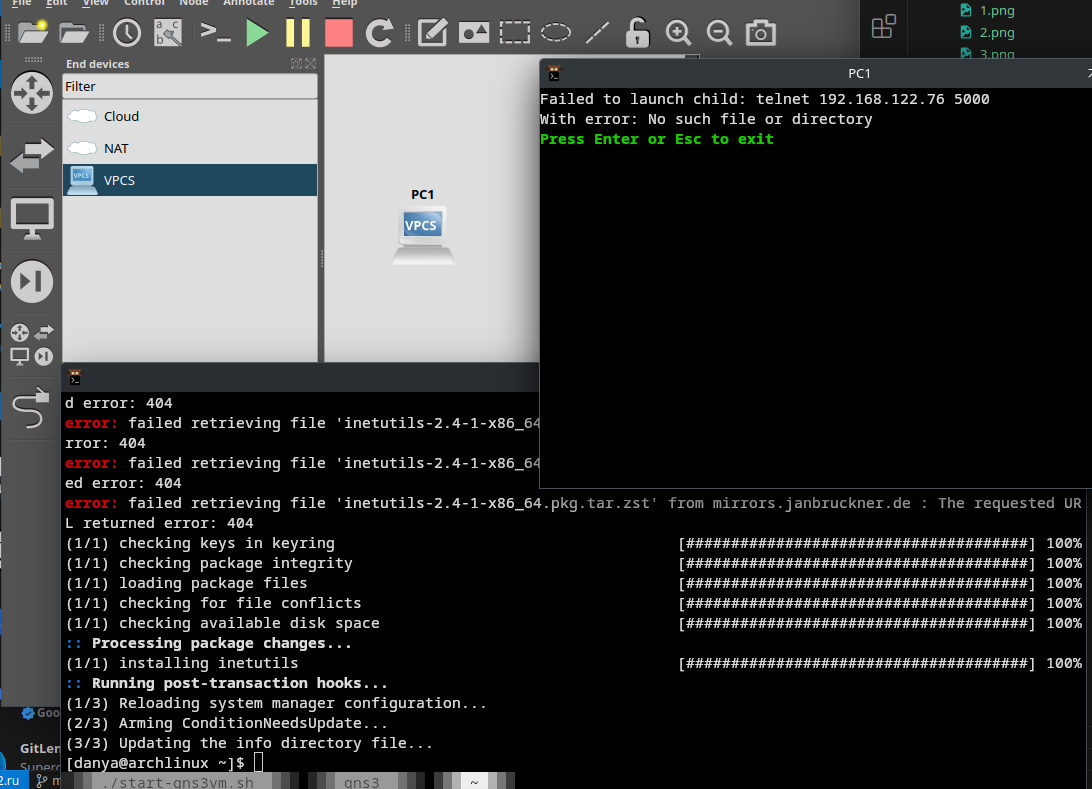 File Edit View Control Node Annotate Tools Help
1.png
2.png
3.png
End devices
Filter
Cloud
NAT
VPCS
VPCS
PC1
VPCS
PC1
Failed to launch child: telnet 192.168.122.76 5000
With error: No such file or directory
Press Enter or Esc to exit
d error: 404
error: failed retrieving file 'inetutils-2.4-1-x86_64
rror: 404
error: failed retrieving file 'inetutils-2.4-1-x86_64
ed error: 404
error: failed retrieving file 'inetutils-2.4-1-x86_64.pkg.tar.zst' from mirrors.janbruckner.de : The requested UR
L returned error: 404
(1/1) checking keys in keyring [######################################] 100%
(1/1) checking package integrity [######################################] 100%
(1/1) loading package files [######################################] 100%
(1/1) checking for file conflicts [######################################] 100%
(1/1) checking available disk space [######################################] 100%
:: Processing package changes...
(1/1) installing inetutils [######################################] 100%
:: Running post-transaction hooks...
(1/3) Reloading system manager configuration...
(2/3) Arming ConditionNeedsUpdate...
(3/3) Updating the info directory file...
[danya@archlinux ~]$
./start-gns3vm.sh gns3 ~
Goo
GitLen
Superc
2.ru m